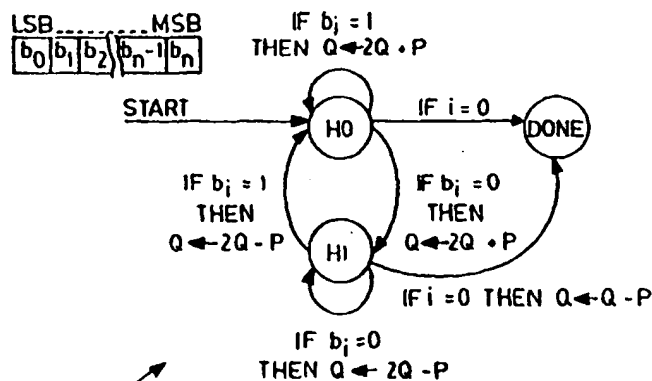 LSB.......MSB
b0 b1 b2 bn-1 bn
IF bi = 1
THEN Q←2Q + P
START
H0
IF i = 0
DONE
IF bi = 1
THEN
Q←2Q - P
IF bi = 0
THEN
Q←2Q + P
H1
IF i = 0 THEN Q←Q - P
IF bi = 0
THEN Q← 2Q - P